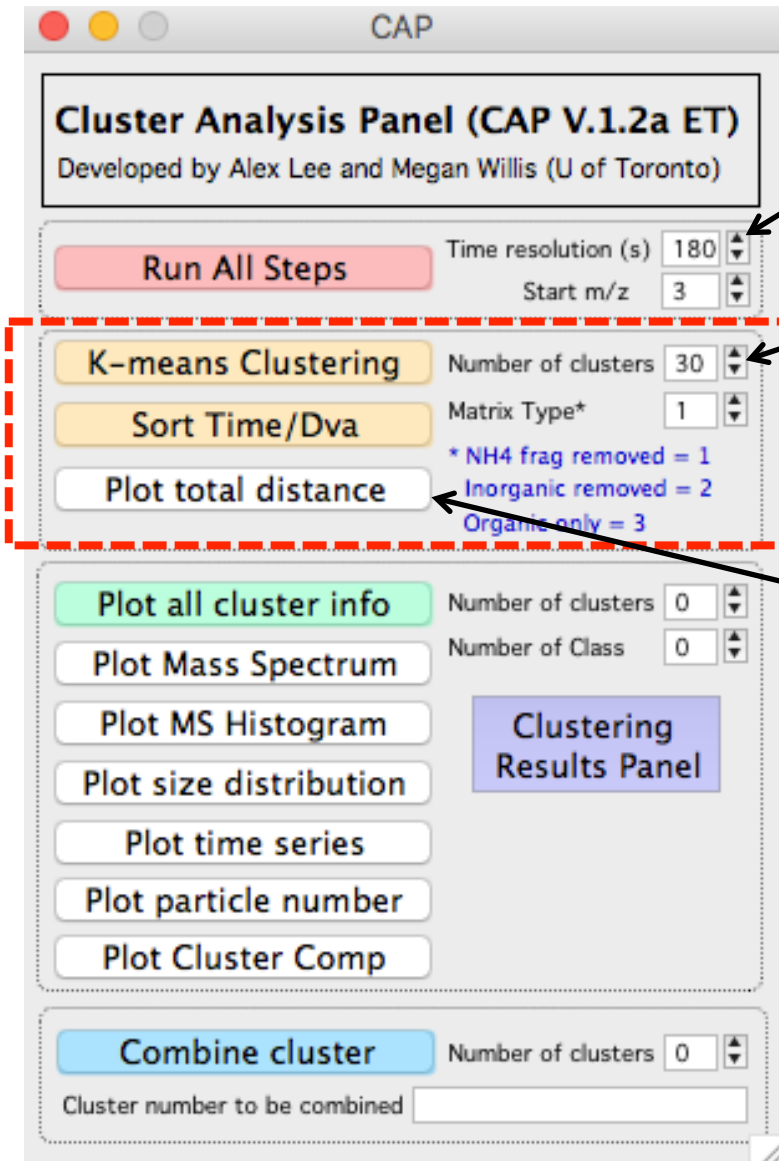 CAP
Cluster Analysis Panel (CAP V.1.2a ET)
Developed by Alex Lee and Megan Willis (U of Toronto)
Run All Steps
Time resolution (s) 180
Start m/z 3
K-means Clustering
Number of clusters 30
Sort Time/Dva
Matrix Type* 1
* NH4 frag removed = 1
Plot total distance
Inorganic removed = 2
Organic only = 3
Plot all cluster info
Number of clusters 0
Plot Mass Spectrum
Number of Class 0
Plot MS Histogram
Clustering
Results Panel
Plot size distribution
Plot time series
Plot particle number
Plot Cluster Comp
Combine cluster
Number of clusters 0
Cluster number to be combined